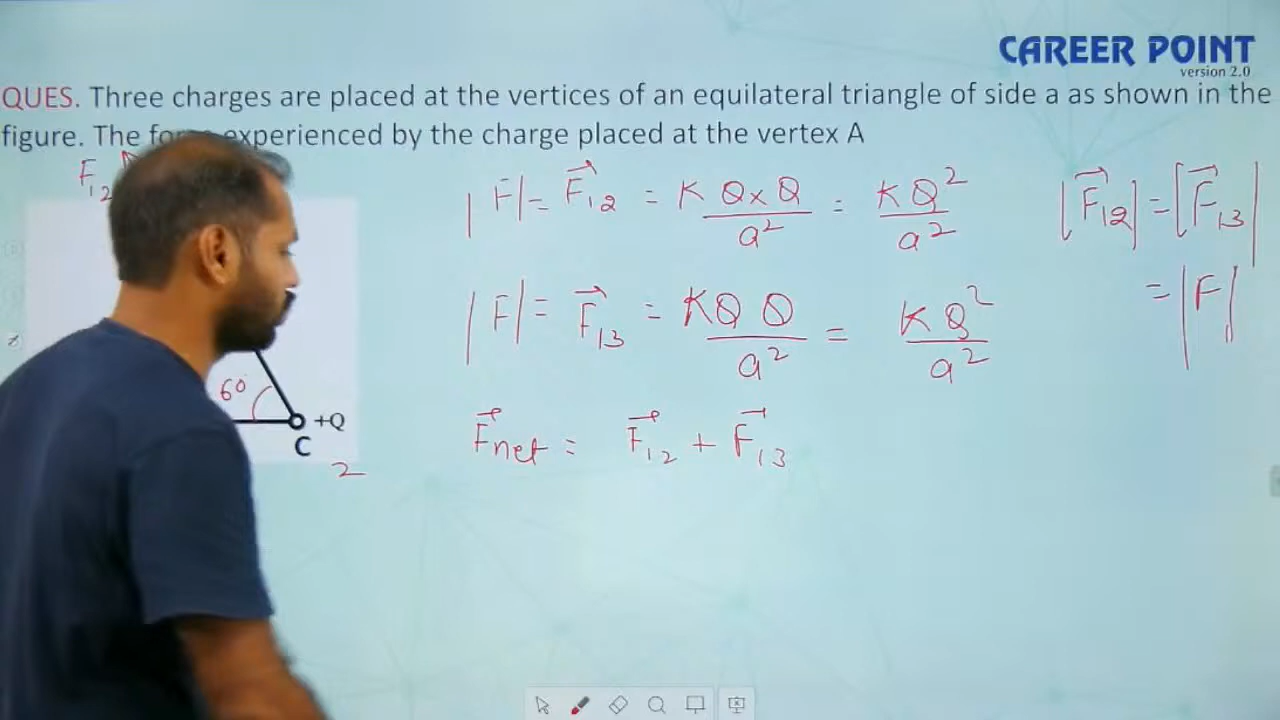 CAREER POINT
version 2.0
QUES. Three charges are placed at the vertices of an equilateral triangle of side a as shown in the
figure. The force experienced by the charge placed at the vertex A
F₁₂
|F| = F⃗₁₂ = K Q×Q / a² = KQ² / a²
|F⃗₁₂| = |F⃗₁₃|
= |F|
|F| = F⃗₁₃ = KQ Q / a² = KQ² / a²
60°
+Q
C
2
F⃗net = F⃗₁₂ + F⃗₁₃